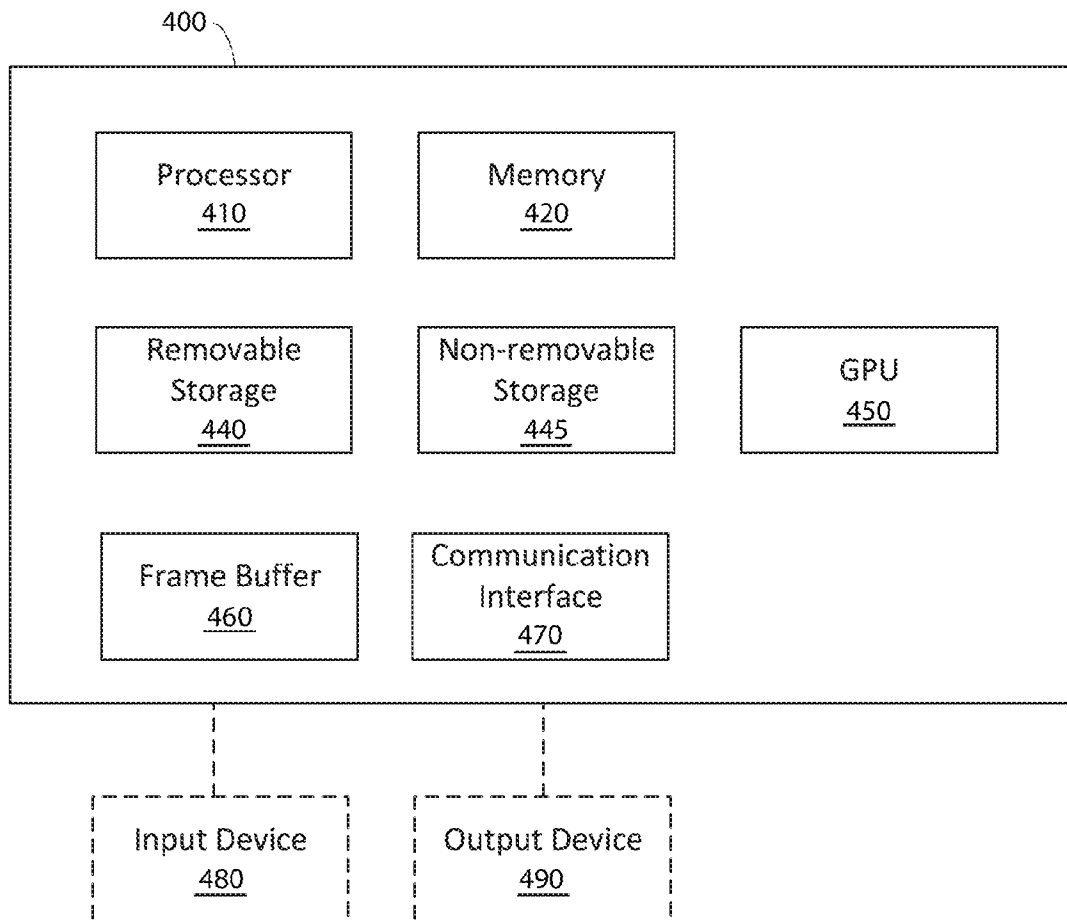 400
Processor
410
Memory
420
Removable
Storage
440
Non-removable
Storage
445
GPU
450
Frame Buffer
460
Communication
Interface
470
Input Device
480
Output Device
490